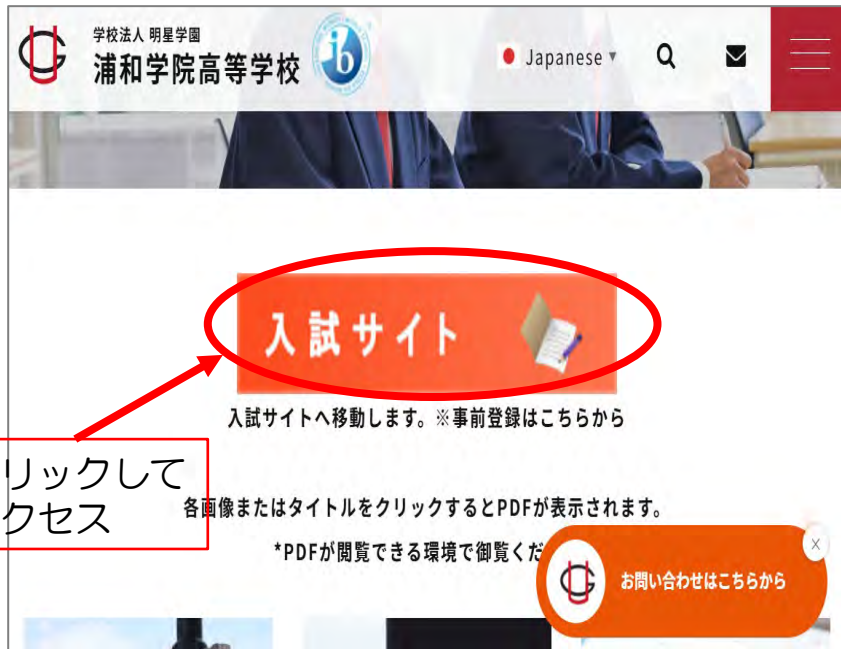 学校法人 明星学園
浦和学院高等学校
ib
Japanese ▾
入試サイト
入試サイトへ移動します。※事前登録はこちらから
リックして
クセス
各画像またはタイトルをクリックするとPDFが表示されます。
*PDFが閲覧できる環境で御覧くだ
X
お問い合わせはこちらから